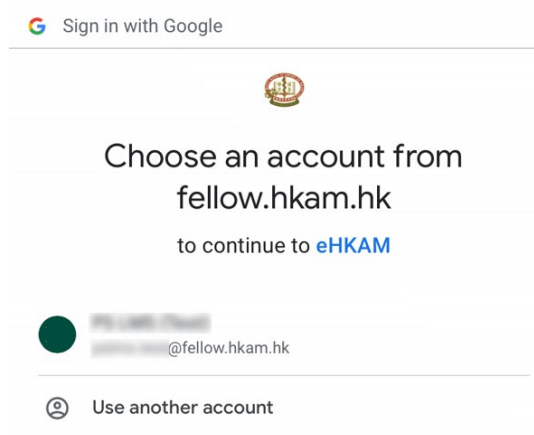 Sign in with Google
Choose an account from
fellow.hkam.hk
to continue to eHKAM
@fellow.hkam.hk
Use another account